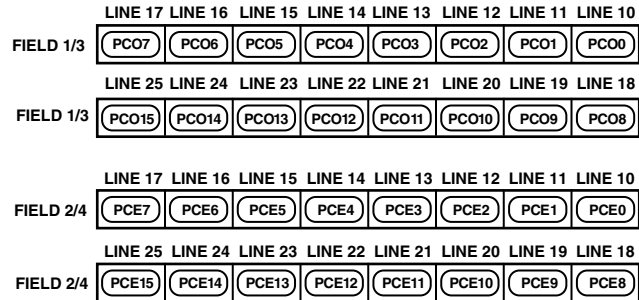 LINE 17 LINE 16 LINE 15 LINE 14 LINE 13 LINE 12 LINE 11 LINE 10
FIELD 1/3 PCO7 PCO6 PCO5 PCO4 PCO3 PCO2 PCO1 PCO0
LINE 25 LINE 24 LINE 23 LINE 22 LINE 21 LINE 20 LINE 19 LINE 18
FIELD 1/3 PCO15 PCO14 PCO13 PCO12 PCO11 PCO10 PCO9 PCO8
LINE 17 LINE 16 LINE 15 LINE 14 LINE 13 LINE 12 LINE 11 LINE 10
FIELD 2/4 PCE7 PCE6 PCE5 PCE4 PCE3 PCE2 PCE1 PCE0
LINE 25 LINE 24 LINE 23 LINE 22 LINE 21 LINE 20 LINE 19 LINE 18
FIELD 2/4 PCE15 PCE14 PCE13 PCE12 PCE11 PCE10 PCE9 PCE8